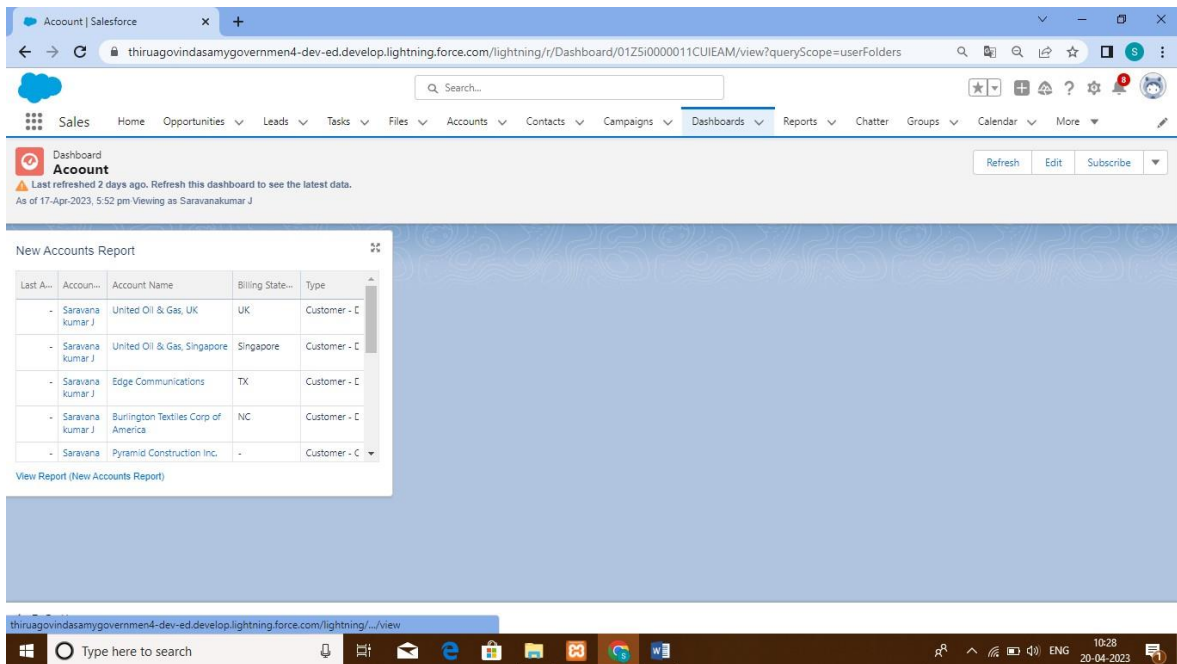 Account | Salesforce
thiruagovindasamygovernmen4-dev-ed.develop.lightning.force.com/lightning/r/Dashboard/01Z5i0000011CUIEAM/view?queryScope=userFolders
S
Search...
8
Sales Home Opportunities Leads Tasks Files Accounts Contacts Campaigns Dashboards Reports Chatter Groups Calendar More
Dashboard
Acoount
Last refreshed 2 days ago. Refresh this dashboard to see the latest data.
As of 17-Apr-2023, 5:52 pm Viewing as Saravanakumar J
Refresh Edit Subscribe
New Accounts Report
Last A... Accoun... Account Name Billing State... Type
- Saravana United Oil & Gas, UK UK Customer - D
kumar J
- Saravana United Oil & Gas, Singapore Singapore Customer - D
kumar J
- Saravana Edge Communications TX Customer - D
kumar J
- Saravana Burlington Textiles Corp of NC Customer - D
kumar J America
- Saravana Pyramid Construction Inc. - Customer - C
View Report (New Accounts Report)
thiruagovindasamygovernmen4-dev-ed.develop.lightning.force.com/lightning/.../view
Type here to search
ENG
10:28
20-04-2023
1